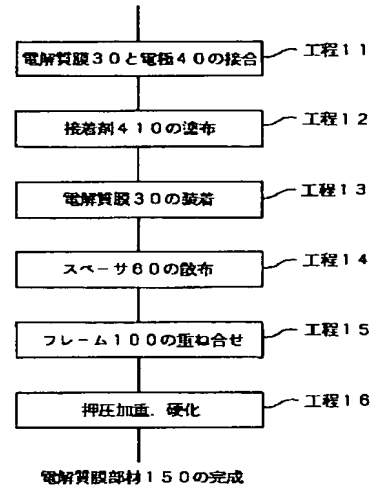 電解質膜30と電極40の接合
工程11
接着剤410の塗布
工程12
電解質膜30の装着
工程13
スペーサ60の散布
工程14
フレーム100の重ね合せ
工程15
押圧加重、硬化
工程16
電解質膜部材150の完成